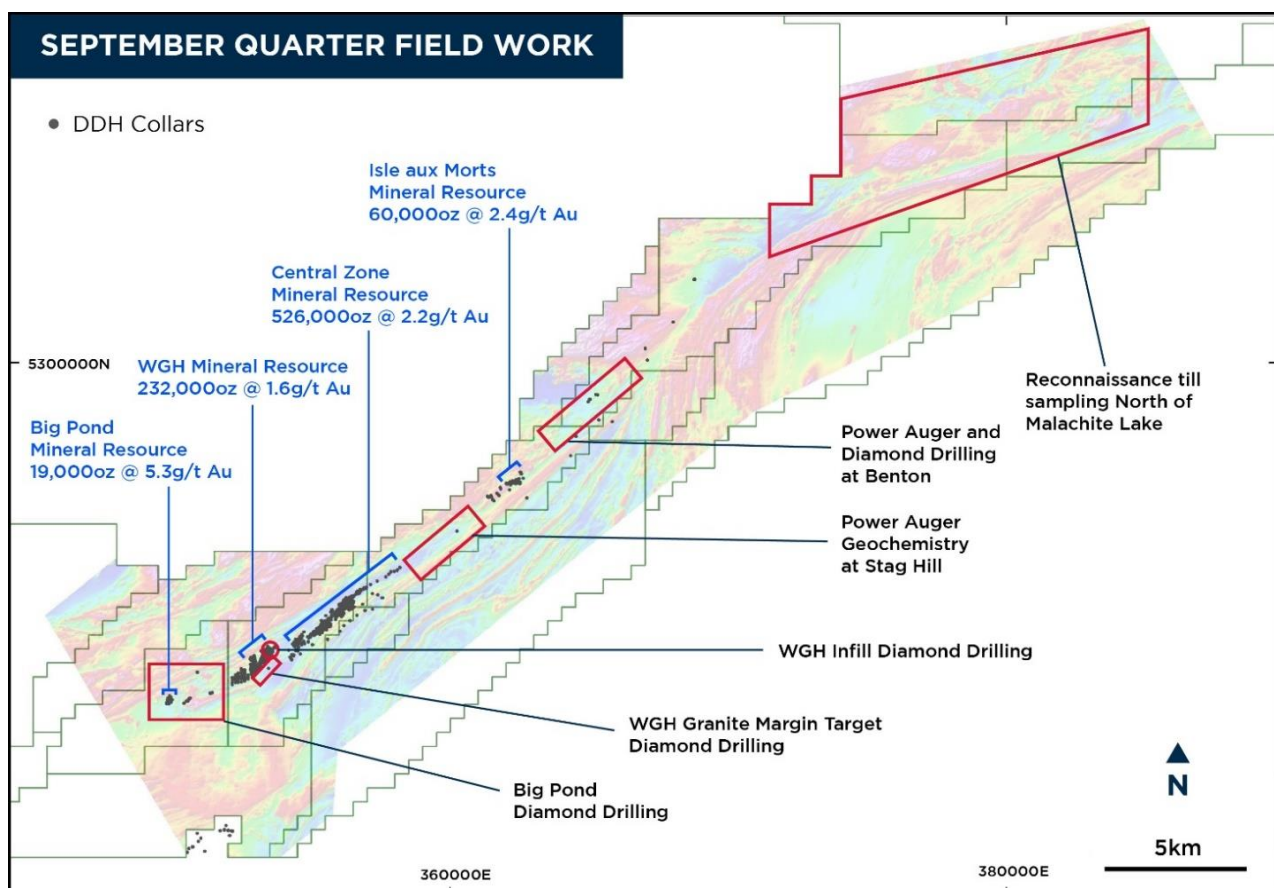 SEPTEMBER QUARTER FIELD WORK
DDH Collars
Isle aux Morts
Mineral Resource
60,000oz @ 2.4g/t Au
Central Zone
Mineral Resource
526,000oz @ 2.2g/t Au
WGH Mineral Resource
232,000oz @ 1.6g/t Au
Big Pond
Mineral Resource
19,000oz @ 5.3g/t Au
5300000N
Reconnaissance till
sampling North of
Malachite Lake
Power Auger and
Diamond Drilling
at Benton
Power Auger
Geochemistry
at Stag Hill
WGH Infill Diamond Drilling
WGH Granite Margin Target
Diamond Drilling
Big Pond
Diamond Drilling
N
5km
360000E
380000E